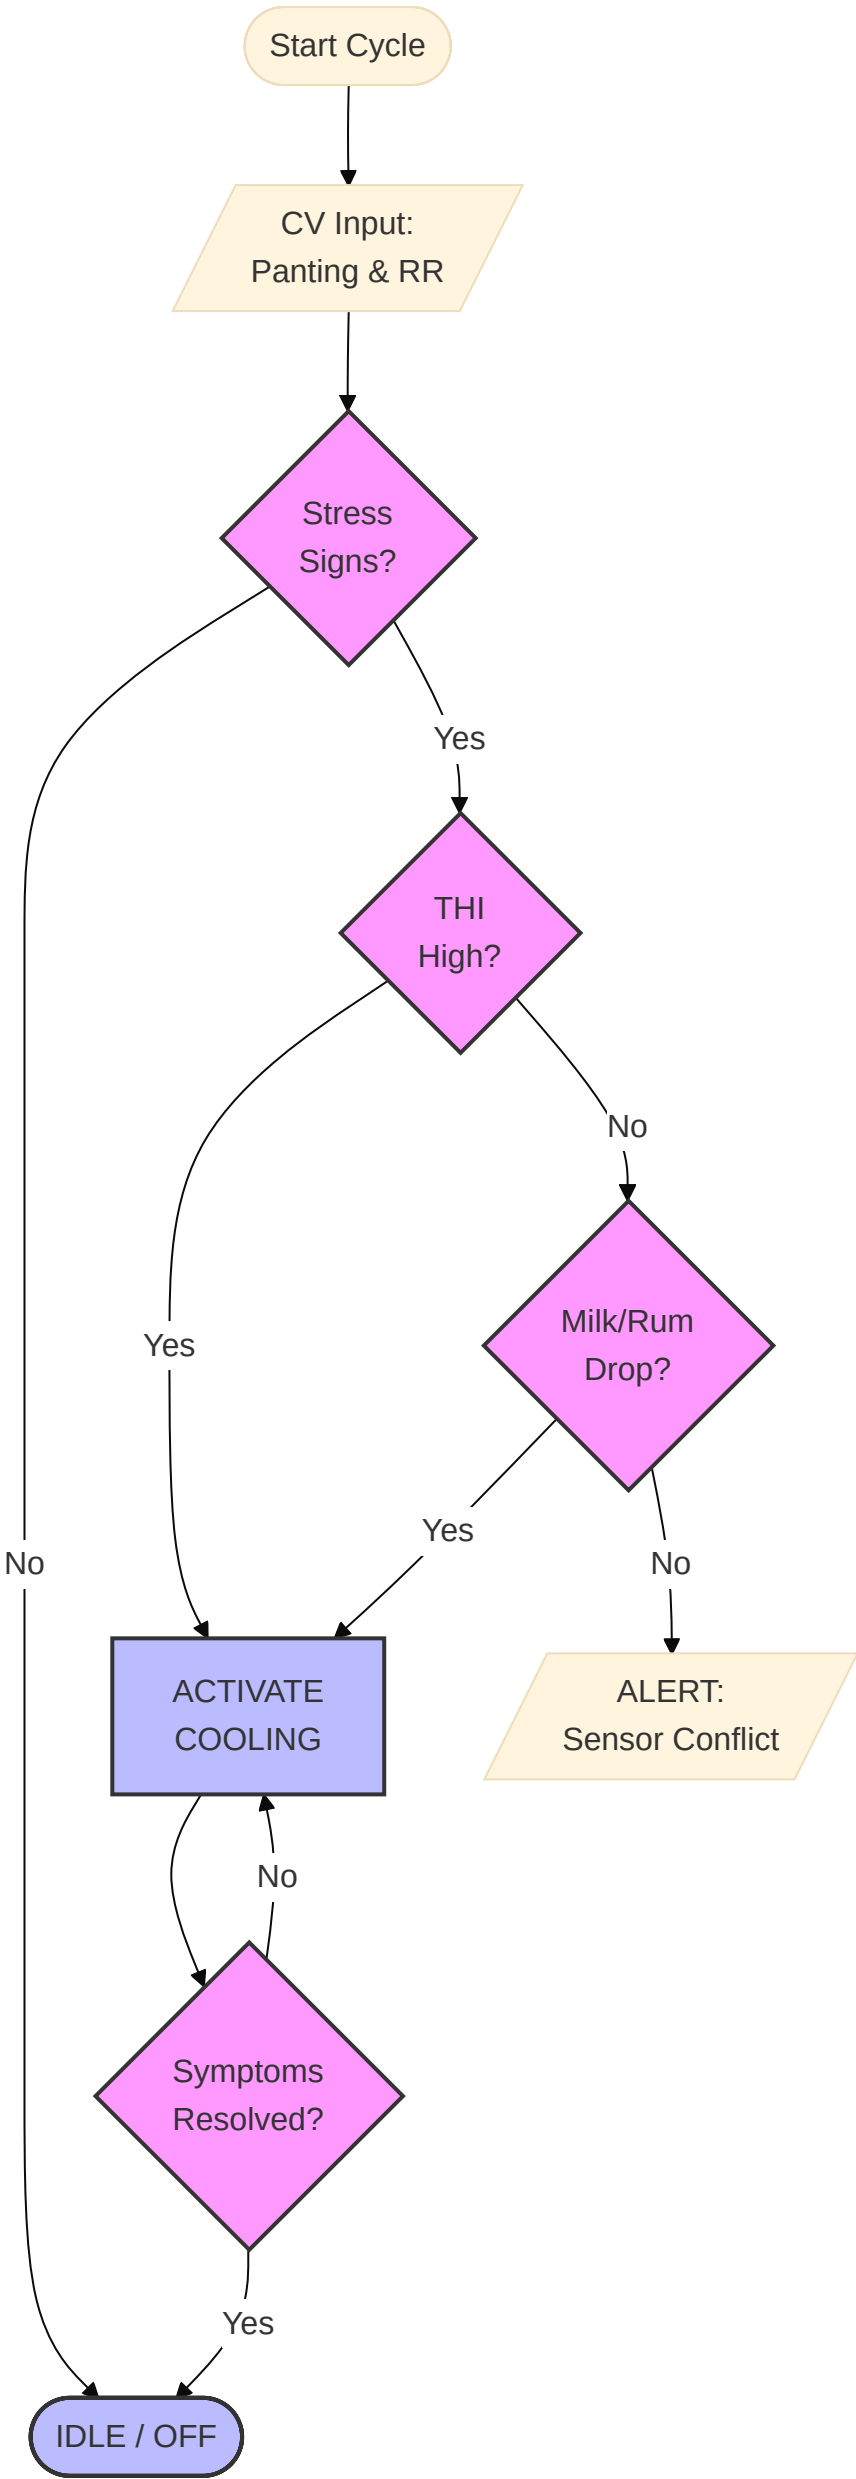 Start Cycle
CV Input:
Panting & RR
Stress
Signs?
Yes
THI
High?
No
Yes
Milk/Rum
Drop?
Yes
No
No
ACTIVATE
COOLING
ALERT:
Sensor Conflict
No
Symptoms
Resolved?
Yes
IDLE / OFF